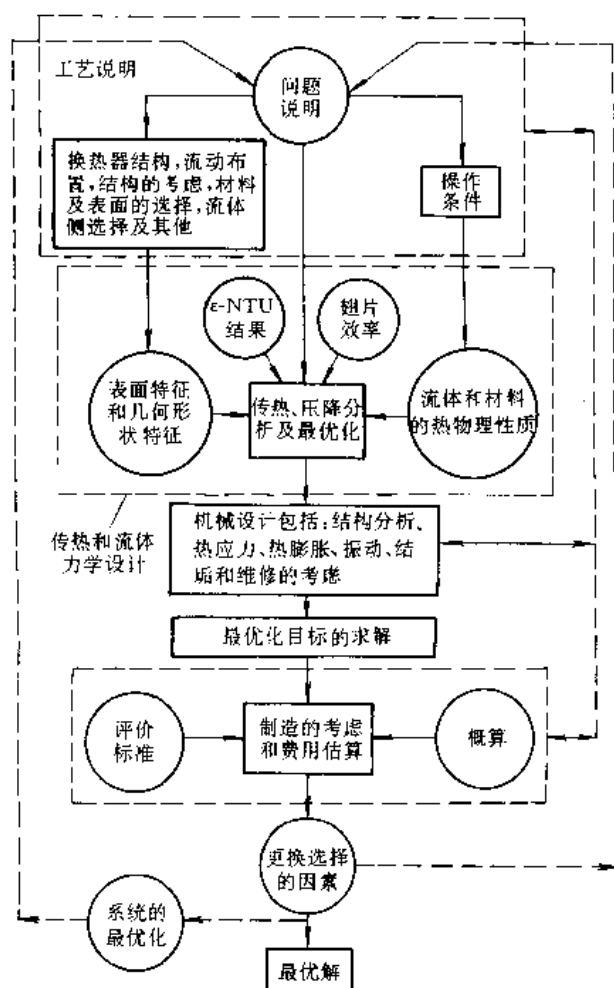 工艺说明
问题
说明
换热器结构,流动布
置,结构的考虑,材料
及表面的选择,流体
侧选择及其他
操作
条件
ε-NTU
结果
翅片
效率
表面特征
和几何形
状特征
传热、压降分
析及最优化
流体和材料
的热物理性质
传热和流体
力学设计
机械设计包括:结构分析、
热应力、热膨胀、振动、结
垢和维修的考虑
最优化目标的求解
评价
标准
制造的考虑
和费用估算
概算
更换选择
的因素
系统的
最优化
最优解